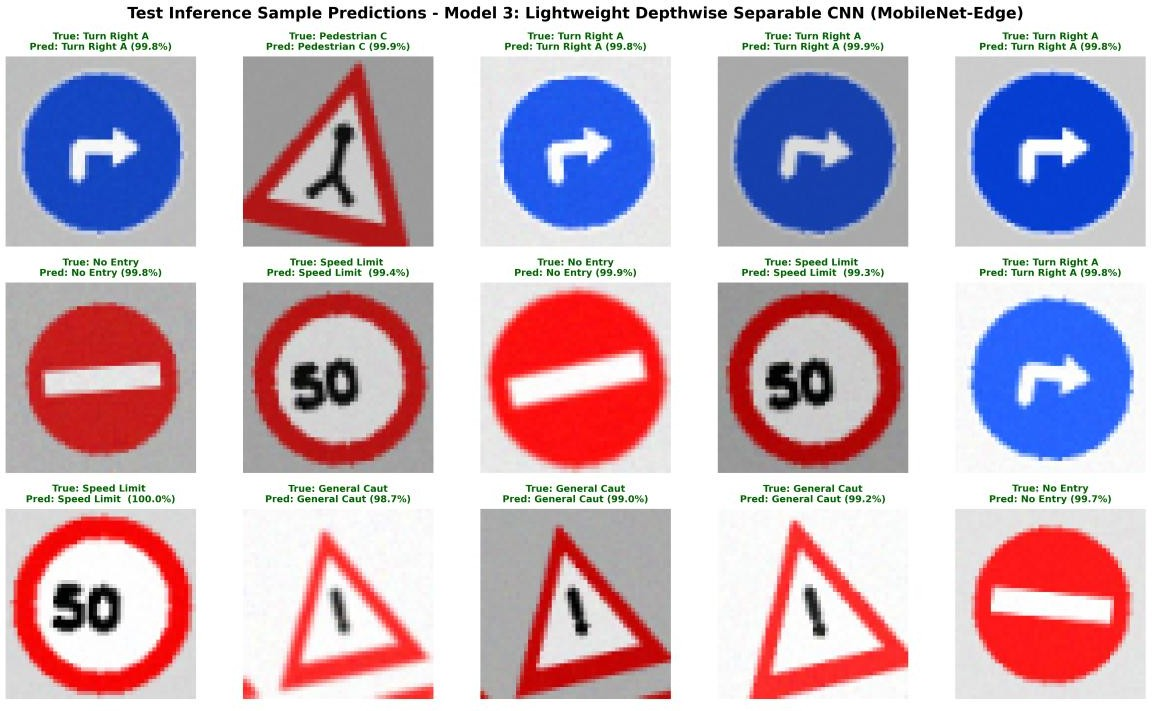 Test Inference Sample Predictions - Model 3: Lightweight Depthwise Separable CNN (MobileNet-Edge)
True: Turn Right A
Pred: Turn Right A (99.8%)
True: Pedestrian C
Pred: Pedestrian C (99.9%)
True: Turn Right A
Pred: Turn Right A (99.8%)
True: Turn Right A
Pred: Turn Right A (99.9%)
True: Turn Right A
Pred: Turn Right A (99.8%)
True: No Entry
Pred: No Entry (99.8%)
True: Speed Limit
Pred: Speed Limit (99.4%)
50
True: No Entry
Pred: No Entry (99.9%)
True: Speed Limit
Pred: Speed Limit (99.3%)
50
True: Turn Right A
Pred: Turn Right A (99.8%)
True: Speed Limit
Pred: Speed Limit (100.0%)
50
True: General Caut
Pred: General Caut (98.7%)
!
True: General Caut
Pred: General Caut (99.0%)
!
True: General Caut
Pred: General Caut (99.2%)
!
True: No Entry
Pred: No Entry (99.7%)